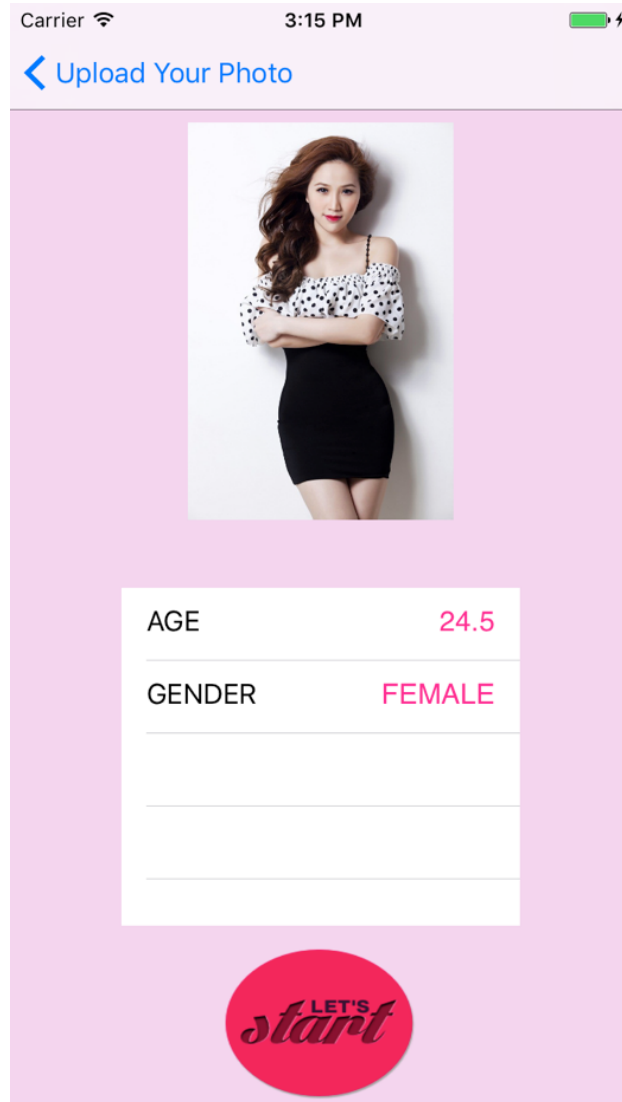 Carrier 3:15 PM
Upload Your Photo
AGE 24.5
GENDER FEMALE
LET'S
start